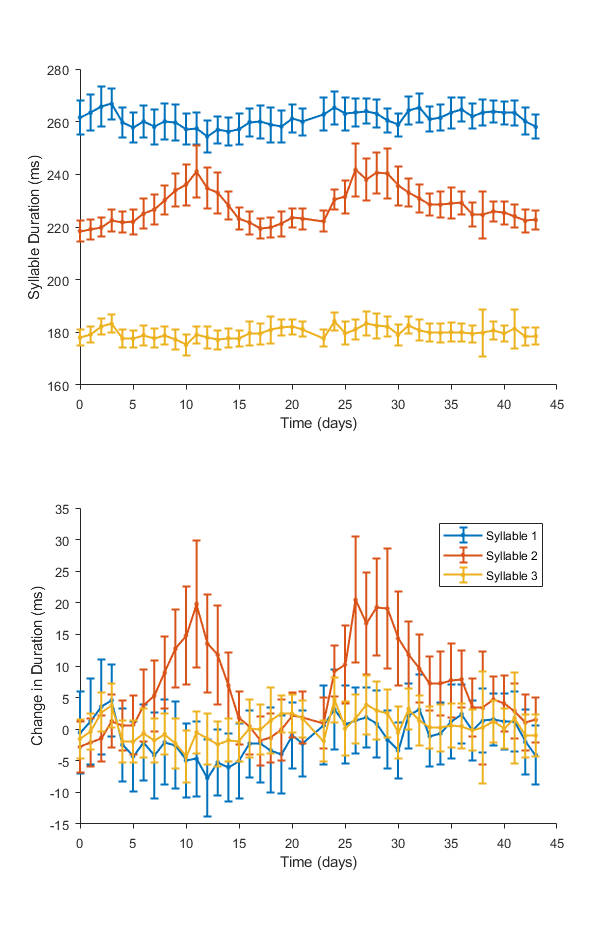 280
260
240
220
200
180
160
Syllable Duration (ms)
0 5 10 15 20 25 30 35 40 45
Time (days)
35
30
25
20
15
10
5
0
-5
-10
-15
Change in Duration (ms)
Syllable 1
Syllable 2
Syllable 3
0 5 10 15 20 25 30 35 40 45
Time (days)